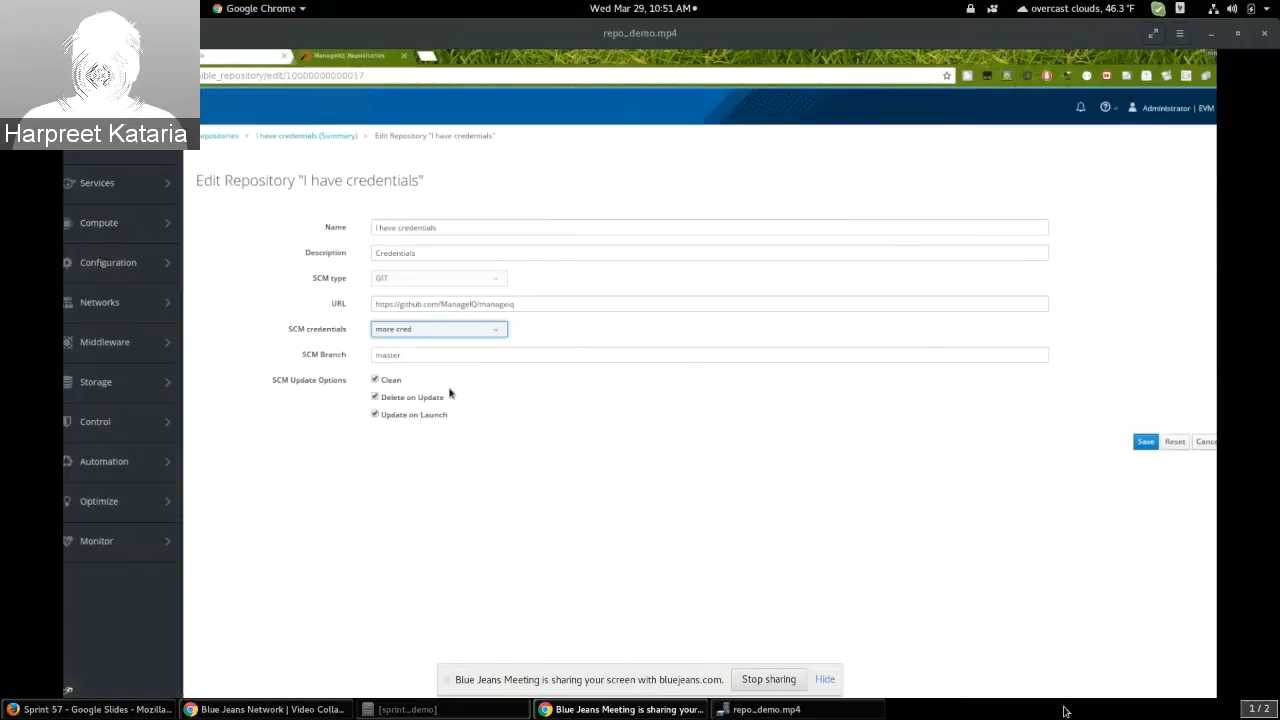 Google Chrome
Wed Mar 29, 10:51 AM
overcast clouds, 46.3 °F
repo_demo.mp4
ManageIQ: Repositories
ible_repository/edit/10000000000017
Administrator | EVM
Harpreet Kataria
epositories » I have credentials (Summary) » Edit Repository "I have credentials"
Edit Repository "I have credentials"
Services
Compute
Configuration
Networks
Middleware
Storage
Control
Automation
Optimize
Monitor
Name I have credentials
Description Credentials
SCM type GIT
URL https://github.com/ManageIQ/manageiq
SCM credentials more cred
SCM Branch master
SCM Update Options Clean
Delete on Update
Update on Launch
Save Reset Cance
Blue Jeans Meeting is sharing your screen with bluejeans.com. Stop sharing Hide
Sprint 57 - Google Slides - Mozilla... Blue Jeans Network | Video Colla... [sprint_demo] Blue Jeans Meeting is sharing your... repo_demo.mp4 1 / 2